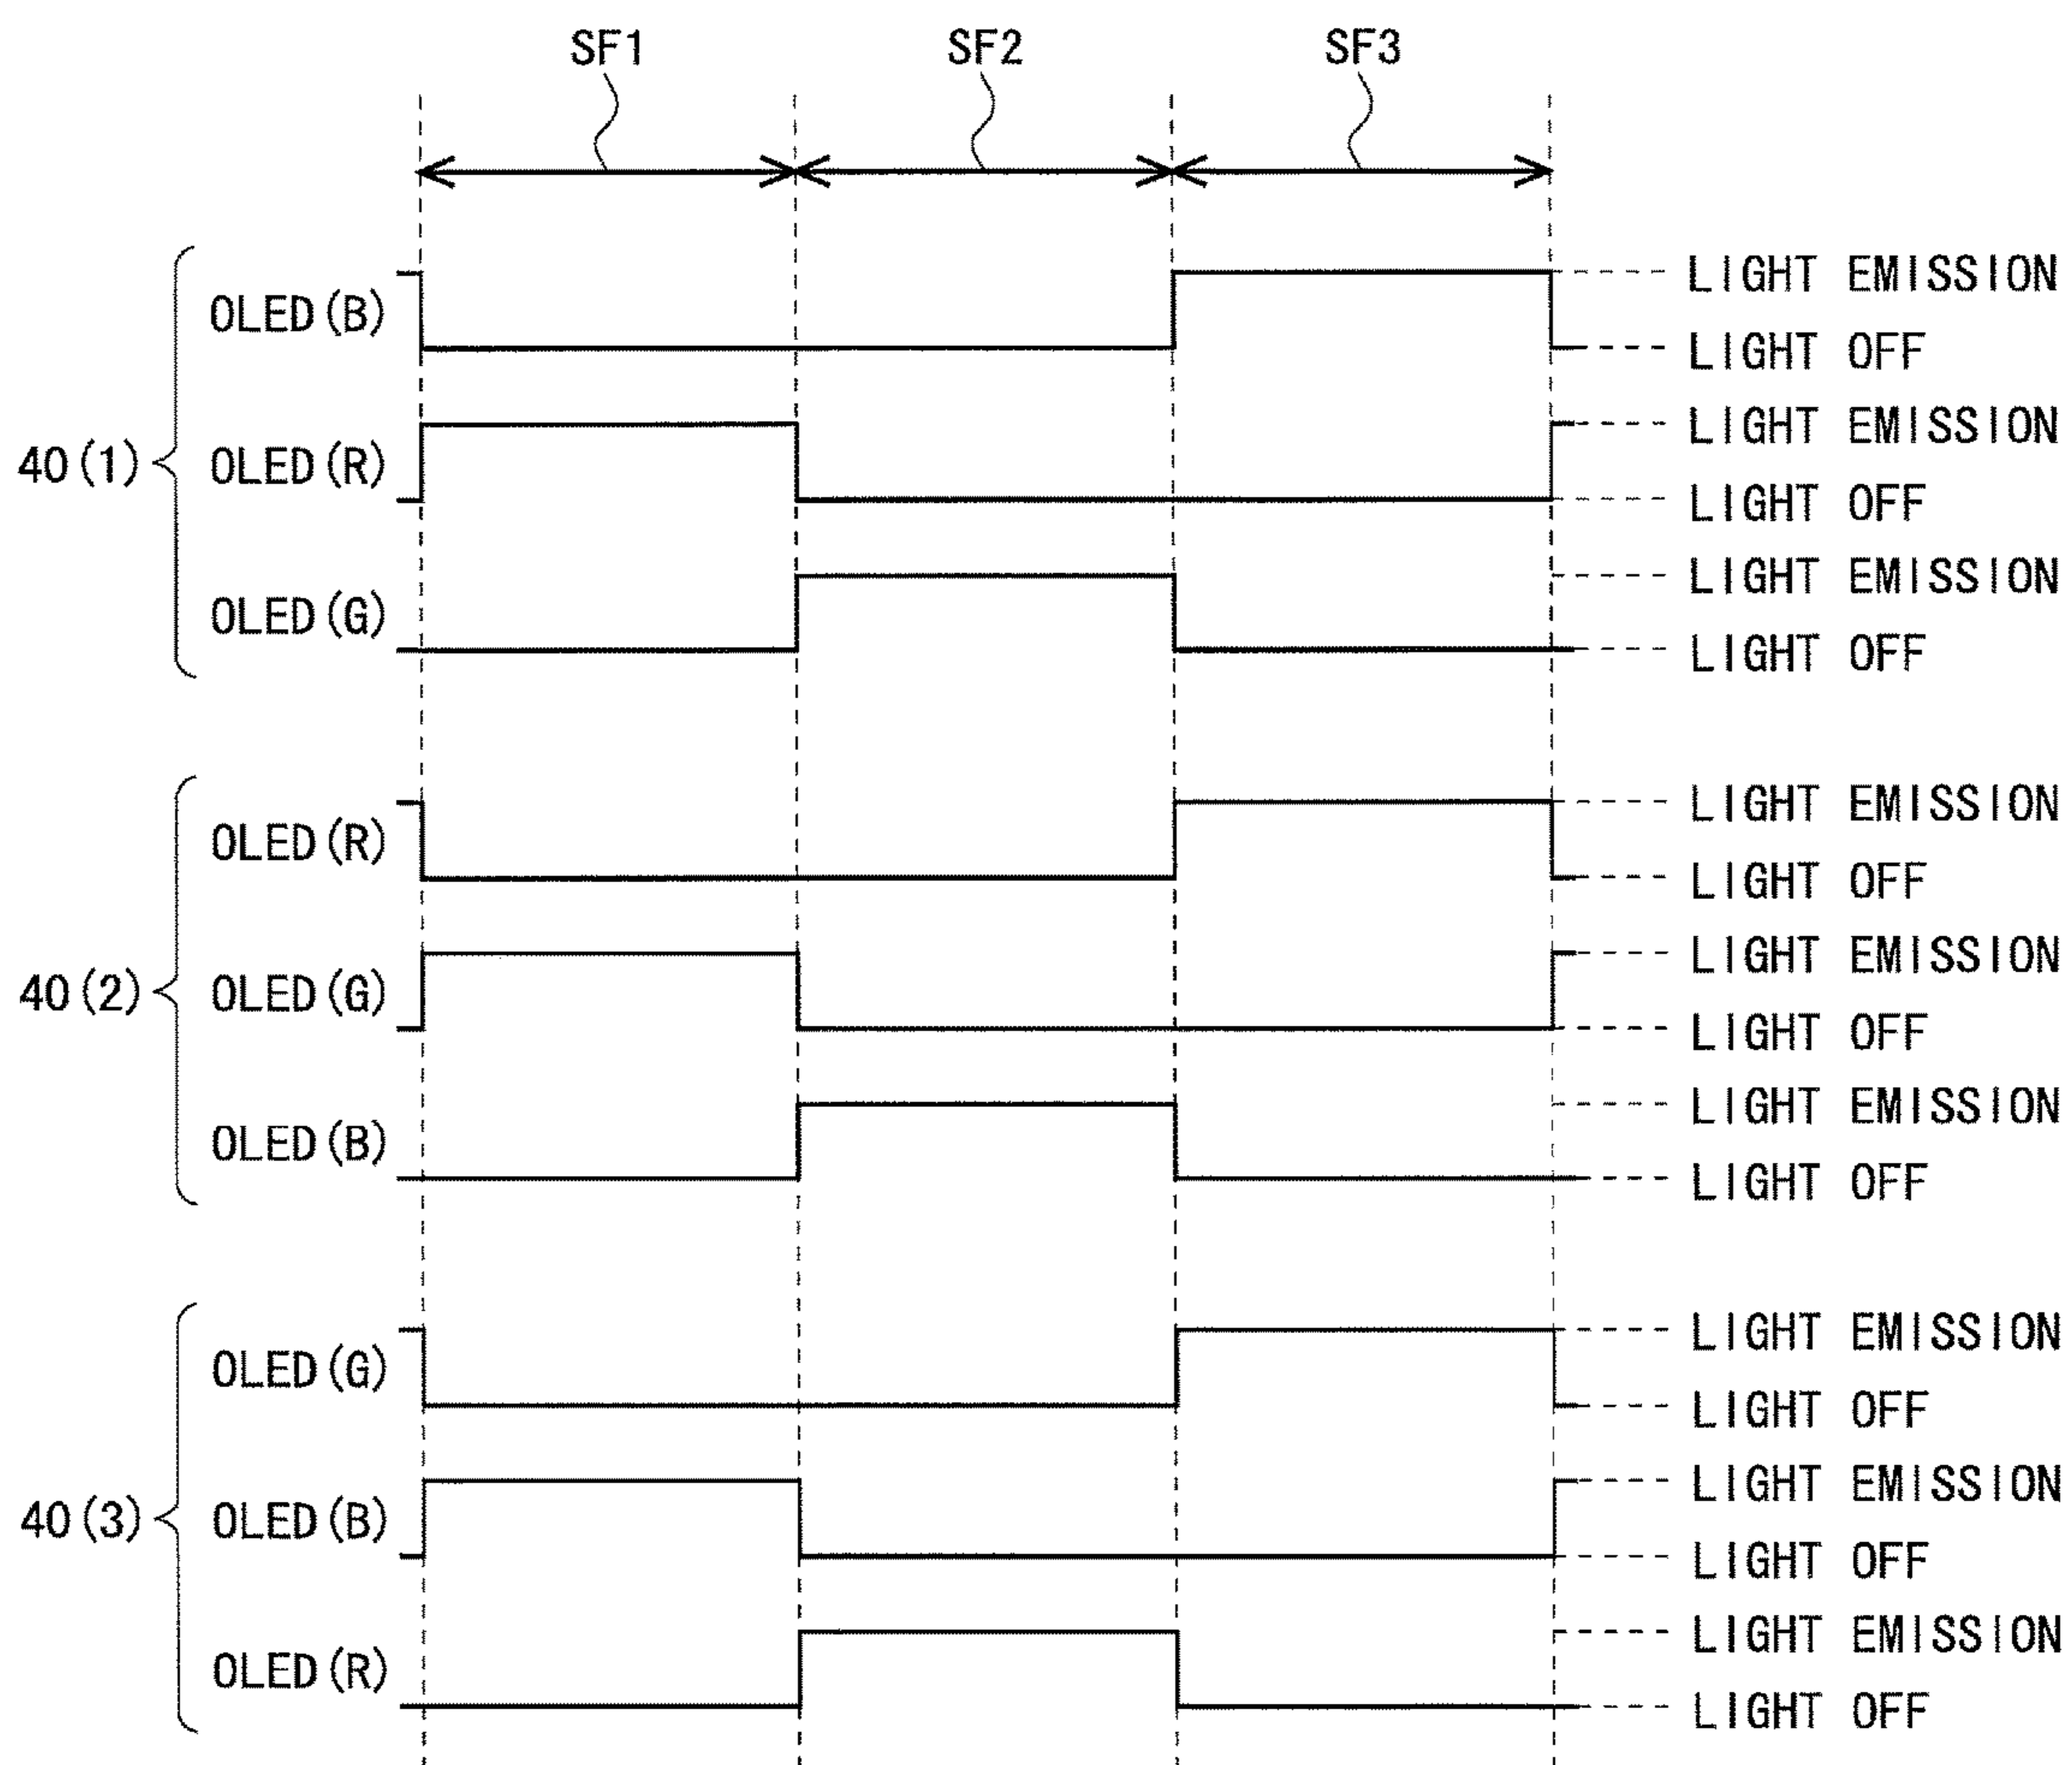 SF1 SF2 SF3
OLED(B) LIGHT EMISSION
LIGHT OFF
40(1) OLED(R) LIGHT EMISSION
LIGHT OFF
OLED(G) LIGHT EMISSION
LIGHT OFF
OLED(R) LIGHT EMISSION
LIGHT OFF
40(2) OLED(G) LIGHT EMISSION
LIGHT OFF
OLED(B) LIGHT EMISSION
LIGHT OFF
OLED(G) LIGHT EMISSION
LIGHT OFF
40(3) OLED(B) LIGHT EMISSION
LIGHT OFF
OLED(R) LIGHT EMISSION
LIGHT OFF